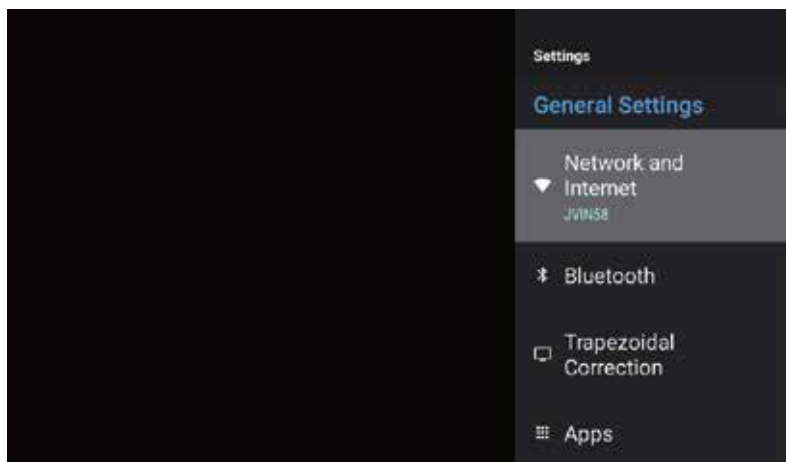 Settings
General Settings
Network and
Internet
JVIN58
Bluetooth
Trapezoidal
Correction
Apps